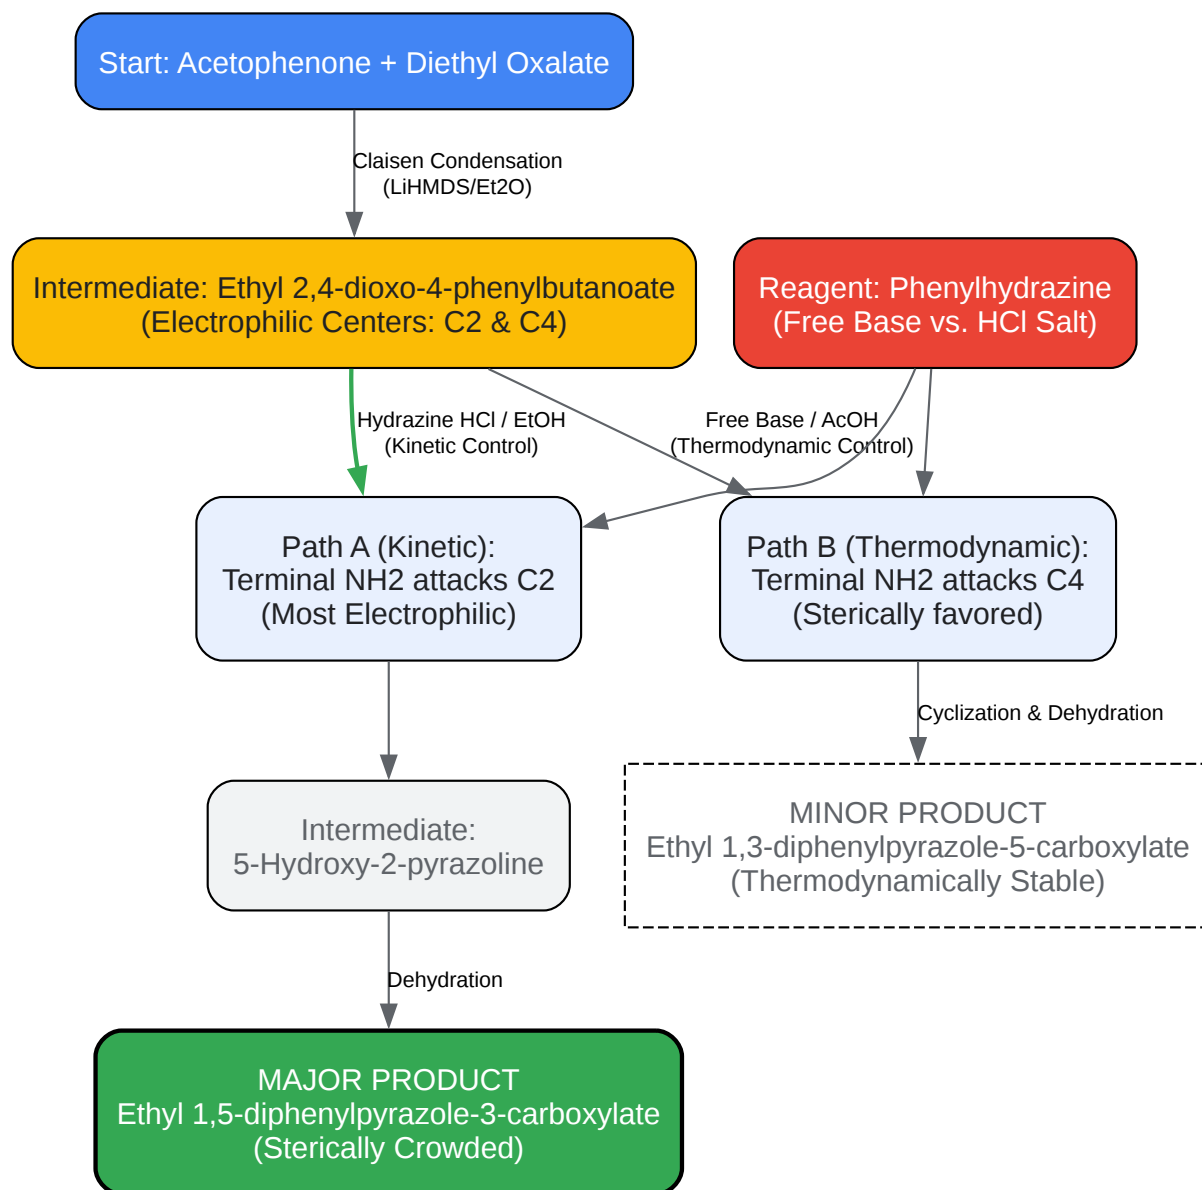 Start: Acetophenone + Diethyl Oxalate
Claisen Condensation
(LiHMDS/Et2O)
Intermediate: Ethyl 2,4-dioxo-4-phenylbutanoate
(Electrophilic Centers: C2 & C4)
Reagent: Phenylhydrazine
(Free Base vs. HCl Salt)
Hydrazine HCl / EtOH
(Kinetic Control)
Free Base / AcOH
(Thermodynamic Control)
Path A (Kinetic):
Terminal NH2 attacks C2
(Most Electrophilic)
Path B (Thermodynamic):
Terminal NH2 attacks C4
(Sterically favored)
Cyclization & Dehydration
Intermediate:
5-Hydroxy-2-pyrazoline
MINOR PRODUCT
Ethyl 1,3-diphenylpyrazole-5-carboxylate
(Thermodynamically Stable)
Dehydration
MAJOR PRODUCT
Ethyl 1,5-diphenylpyrazole-3-carboxylate
(Sterically Crowded)